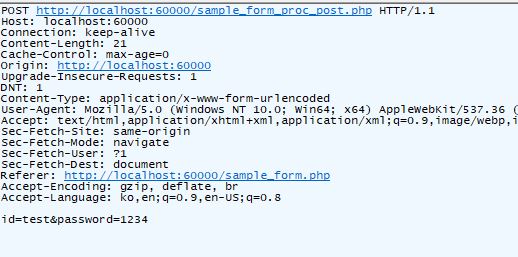 POST http://localhost:60000/sample_form_proc_post.php HTTP/1.1
Host: localhost:60000
Connection: keep-alive
Content-Length: 21
Cache-Control: max-age=0
Origin: http://localhost:60000
Upgrade-Insecure-Requests: 1
DNT: 1
Content-Type: application/x-www-form-urlencoded
User-Agent: Mozilla/5.0 (Windows NT 10.0; Win64; x64) AppleWebKit/537.36 (
Accept: text/html,application/xhtml+xml,application/xml;q=0.9,image/webp,i
Sec-Fetch-Site: same-origin
Sec-Fetch-Mode: navigate
Sec-Fetch-User: ?1
Sec-Fetch-Dest: document
Referer: http://localhost:60000/sample_form.php
Accept-Encoding: gzip, deflate, br
Accept-Language: ko,en;q=0.9,en-US;q=0.8
id=test&password=1234